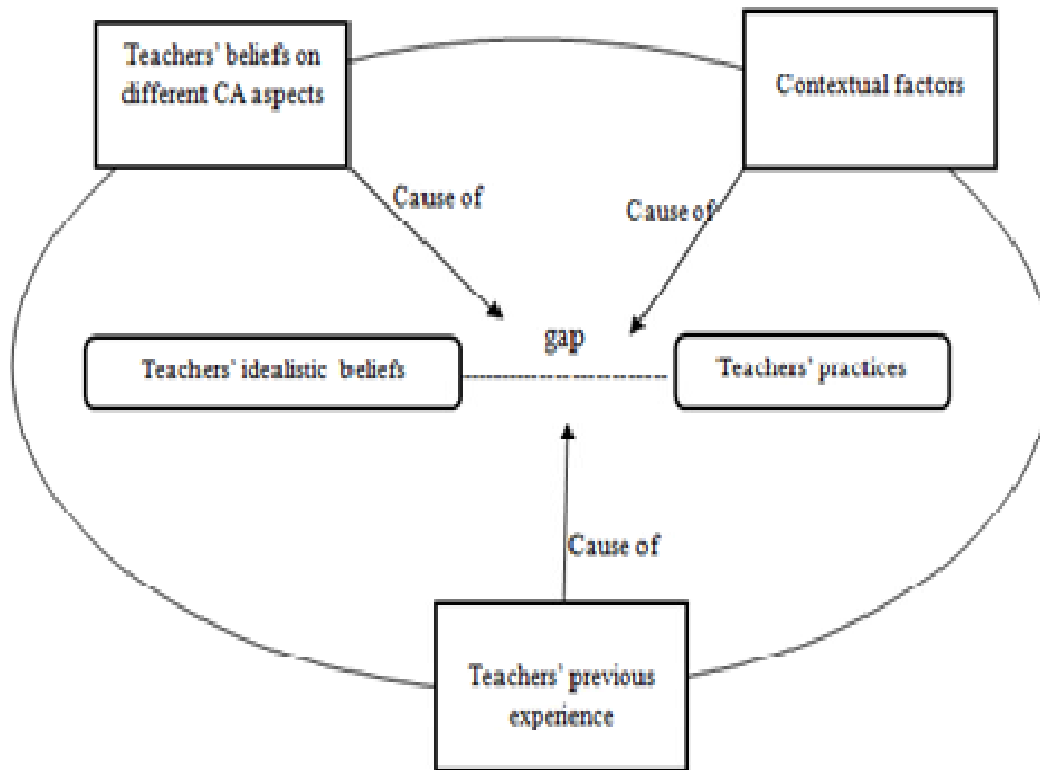 Teachers' beliefs on
different CA aspects
Contextual factors
Cause of
Cause of
gap
Teachers' idealistic beliefs
Teachers' practices
Cause of
Teachers' previous
experience